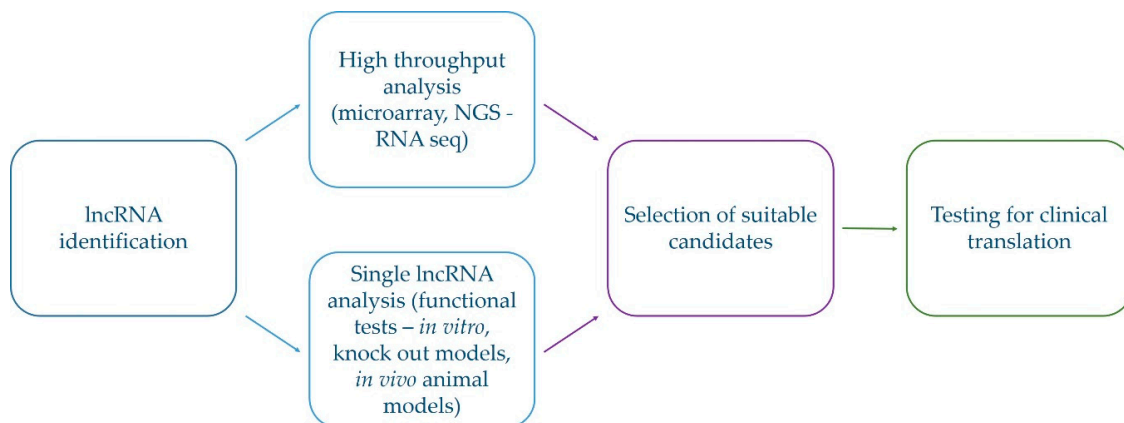 High throughput
analysis
(microarray, NGS -
RNA seq)
lncRNA
identification
Selection of suitable
candidates
Testing for clinical
translation
Single lncRNA
analysis (functional
tests – in vitro,
knock out models,
in vivo animal
models)